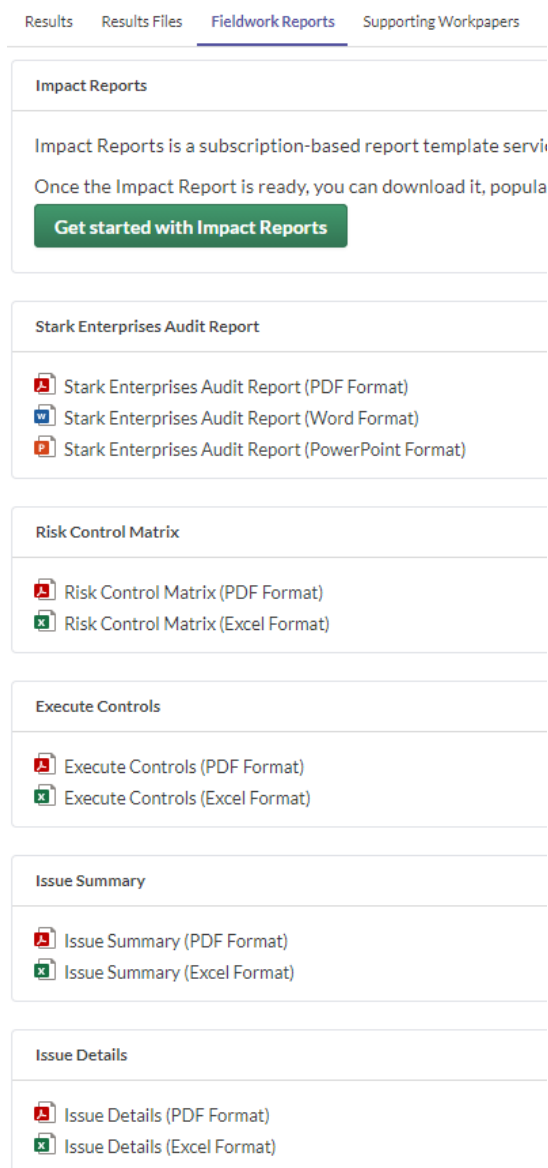 Results Results Files Fieldwork Reports Supporting Workpapers
Impact Reports
Impact Reports is a subscription-based report template
Once the Impact Report is ready, you can download it,
Get started with Impact Reports
Stark Enterprises Audit Report
Stark Enterprises Audit Report (PDF Format)
Stark Enterprises Audit Report (Word Format)
Stark Enterprises Audit Report (PowerPoint Format)
Risk Control Matrix
Risk Control Matrix (PDF Format)
Risk Control Matrix (Excel Format)
Execute Controls
Execute Controls (PDF Format)
Execute Controls (Excel Format)
Issue Summary
Issue Summary (PDF Format)
Issue Summary (Excel Format)
Issue Details
Issue Details (PDF Format)
Issue Details (Excel Format)